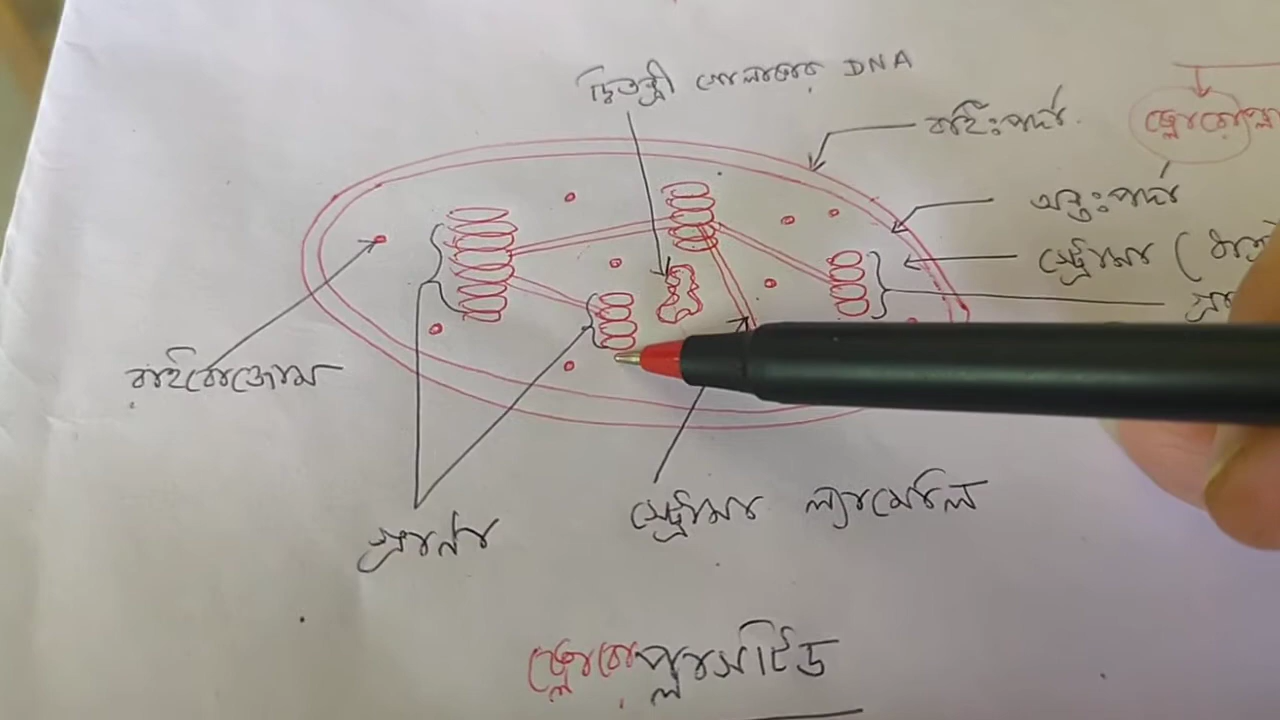 দ্বিতন্ত্রী গোলাকার DNA
বহিঃপর্দা
ক্লোরোপ্লা
অন্তঃপর্দা
স্ট্রোমা (
রাইবোজোম
গ্রানা
স্ট্রোমা ল্যামেলি
ক্লোরোপ্লাস্টিড